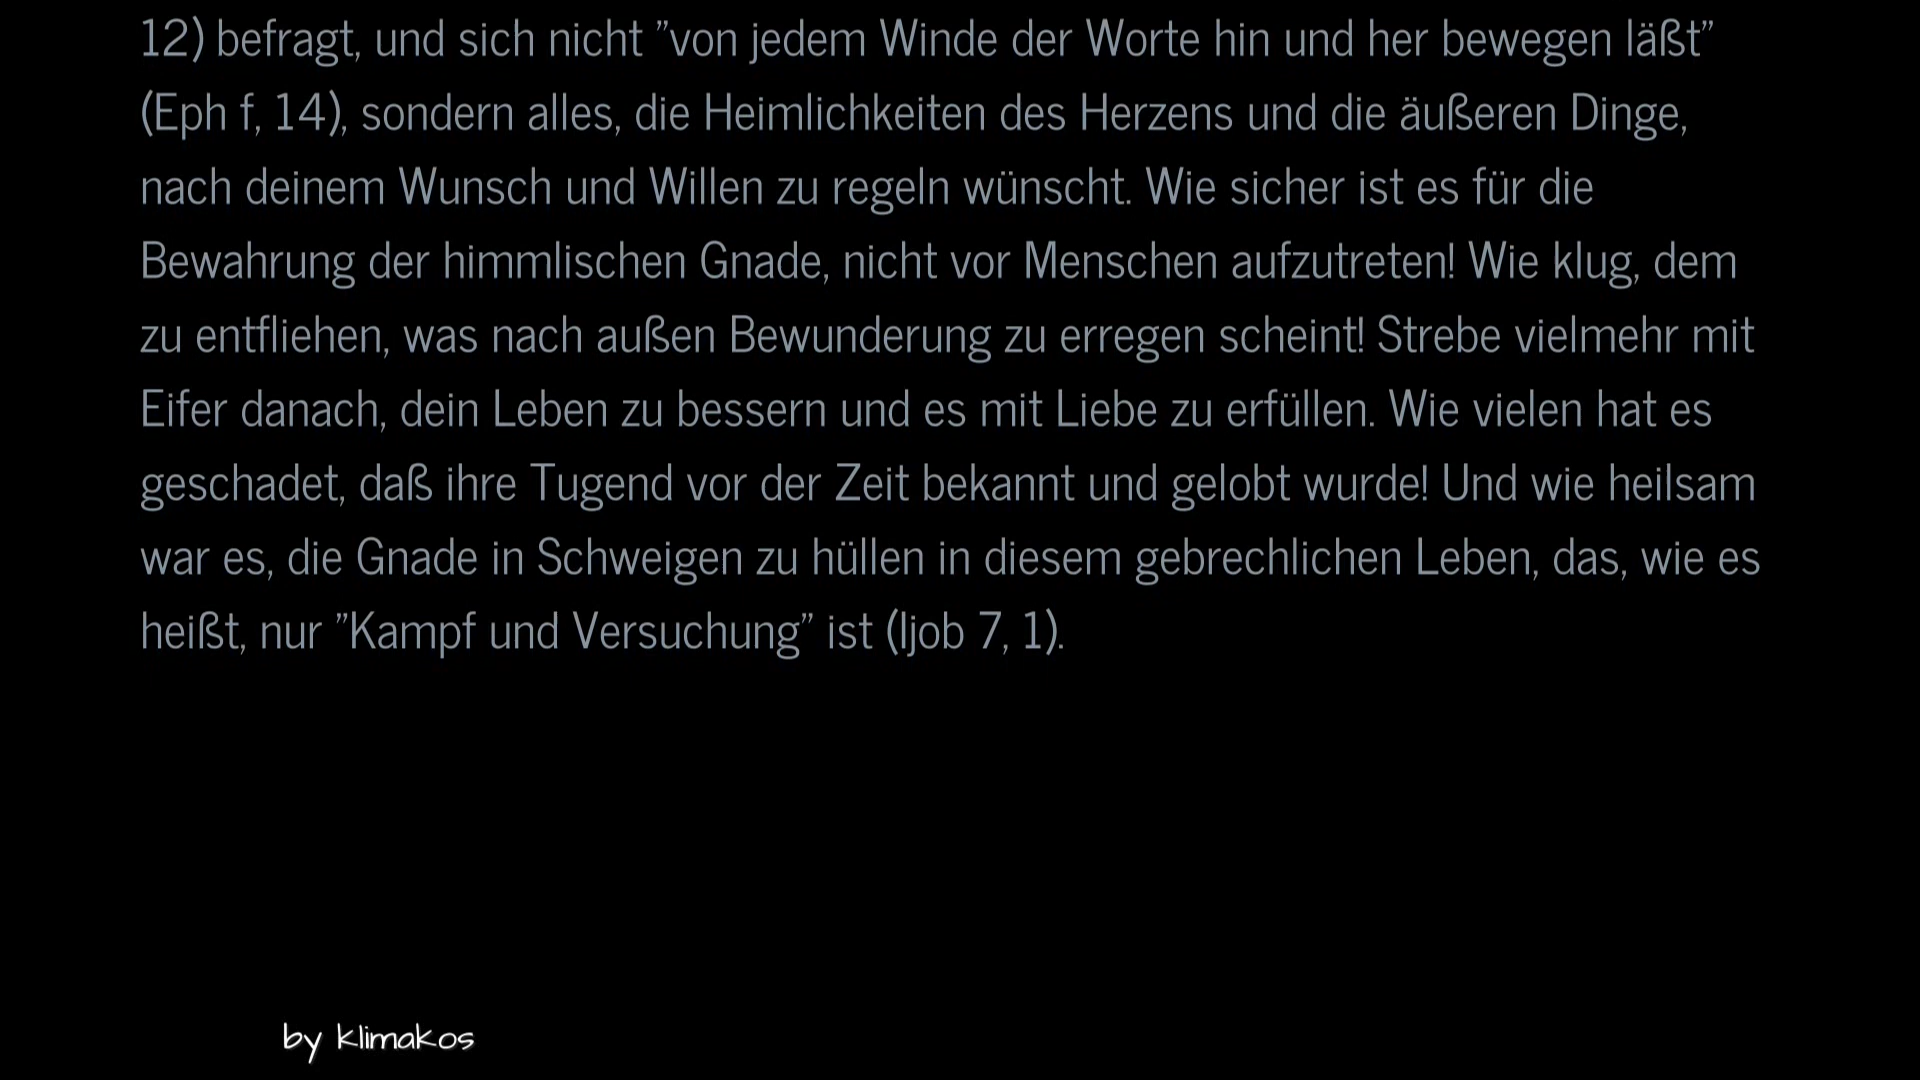 12) befragt, und sich nicht ”von jedem Winde der Worte hin und her bewegen läßt”
(Eph f, 14), sondern alles, die Heimlichkeiten des Herzens und die äußeren Dinge,
nach deinem Wunsch und Willen zu regeln wünscht. Wie sicher ist es für die
Bewahrung der himmlischen Gnade, nicht vor Menschen aufzutreten! Wie klug, dem
zu entfliehen, was nach außen Bewunderung zu erregen scheint! Strebe vielmehr mit
Eifer danach, dein Leben zu bessern und es mit Liebe zu erfüllen. Wie vielen hat es
geschadet, daß ihre Tugend vor der Zeit bekannt und gelobt wurde! Und wie heilsam
war es, die Gnade in Schweigen zu hüllen in diesem gebrechlichen Leben, das, wie es
heißt, nur ”Kampf und Versuchung” ist (Ijob 7, 1).
by klimakos